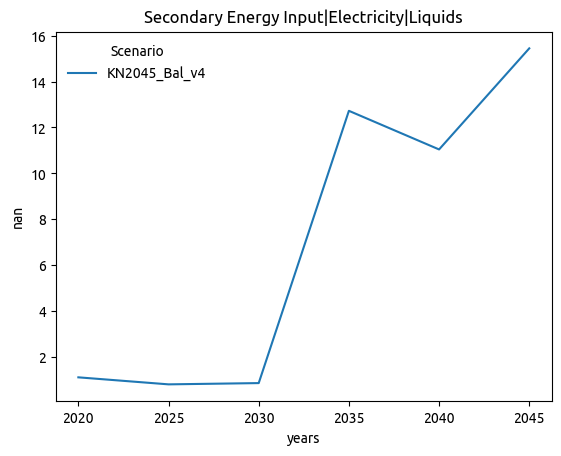 Secondary Energy Input|Electricity|Liquids
Scenario
KN2045_Bal_v4
16
14
12
10
8
6
4
2
nan
2020 2025 2030 2035 2040 2045
years